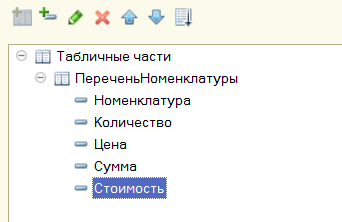 Табличные части
ПереченьНоменклатуры
Номенклатура
Количество
Цена
Сумма
Стоимость